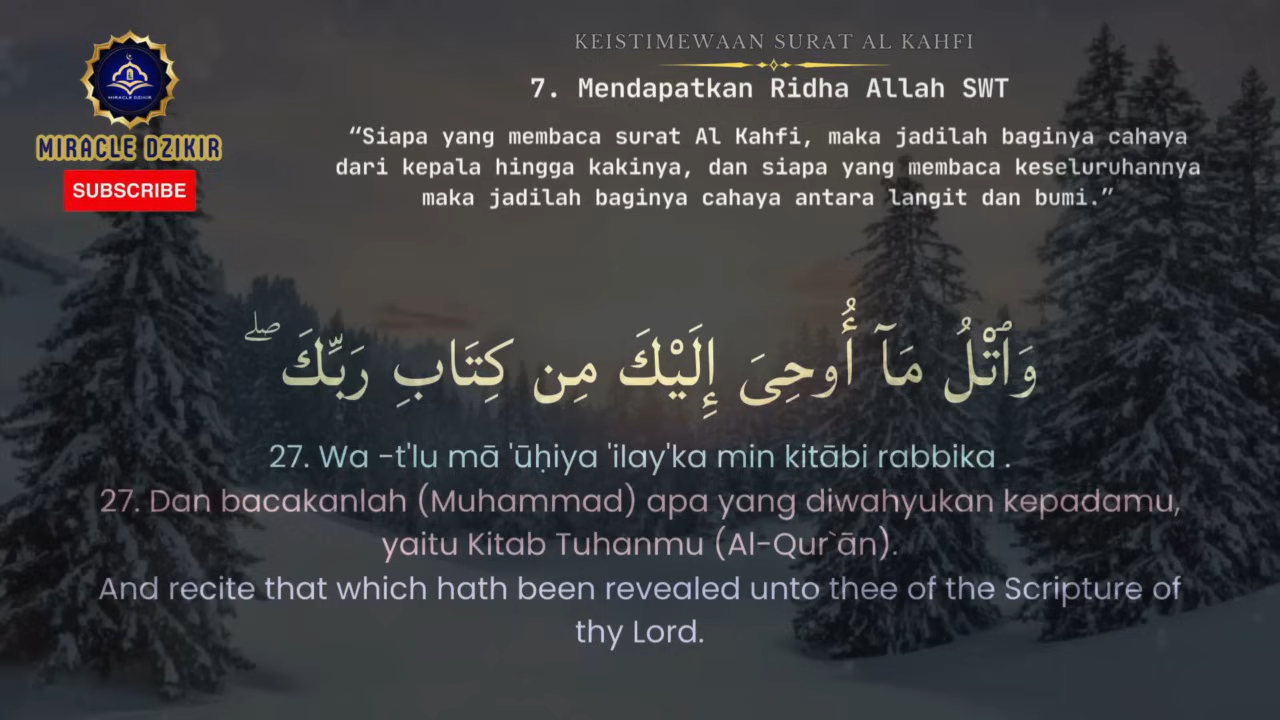 KEISTIMEWAAN SURAT AL KAHFI
7. Mendapatkan Ridha Allah SWT
“Siapa yang membaca surat Al Kahfi, maka jadilah baginya cahaya
dari kepala hingga kakinya, dan siapa yang membaca keseluruhannya
maka jadilah baginya cahaya antara langit dan bumi.”
MIRACLE DZIKIR
MIRACLE DZIKIR
SUBSCRIBE
وَٱتْلُ مَآ أُوحِىَ إِلَيْكَ مِن كِتَابِ رَبِّكَ ۖ
27. Wa -t'lu mā 'ūḥiya 'ilay'ka min kitābi rabbika .
27. Dan bacakanlah (Muhammad) apa yang diwahyukan kepadamu,
yaitu Kitab Tuhanmu (Al-Qur`ān).
And recite that which hath been revealed unto thee of the Scripture of
thy Lord.